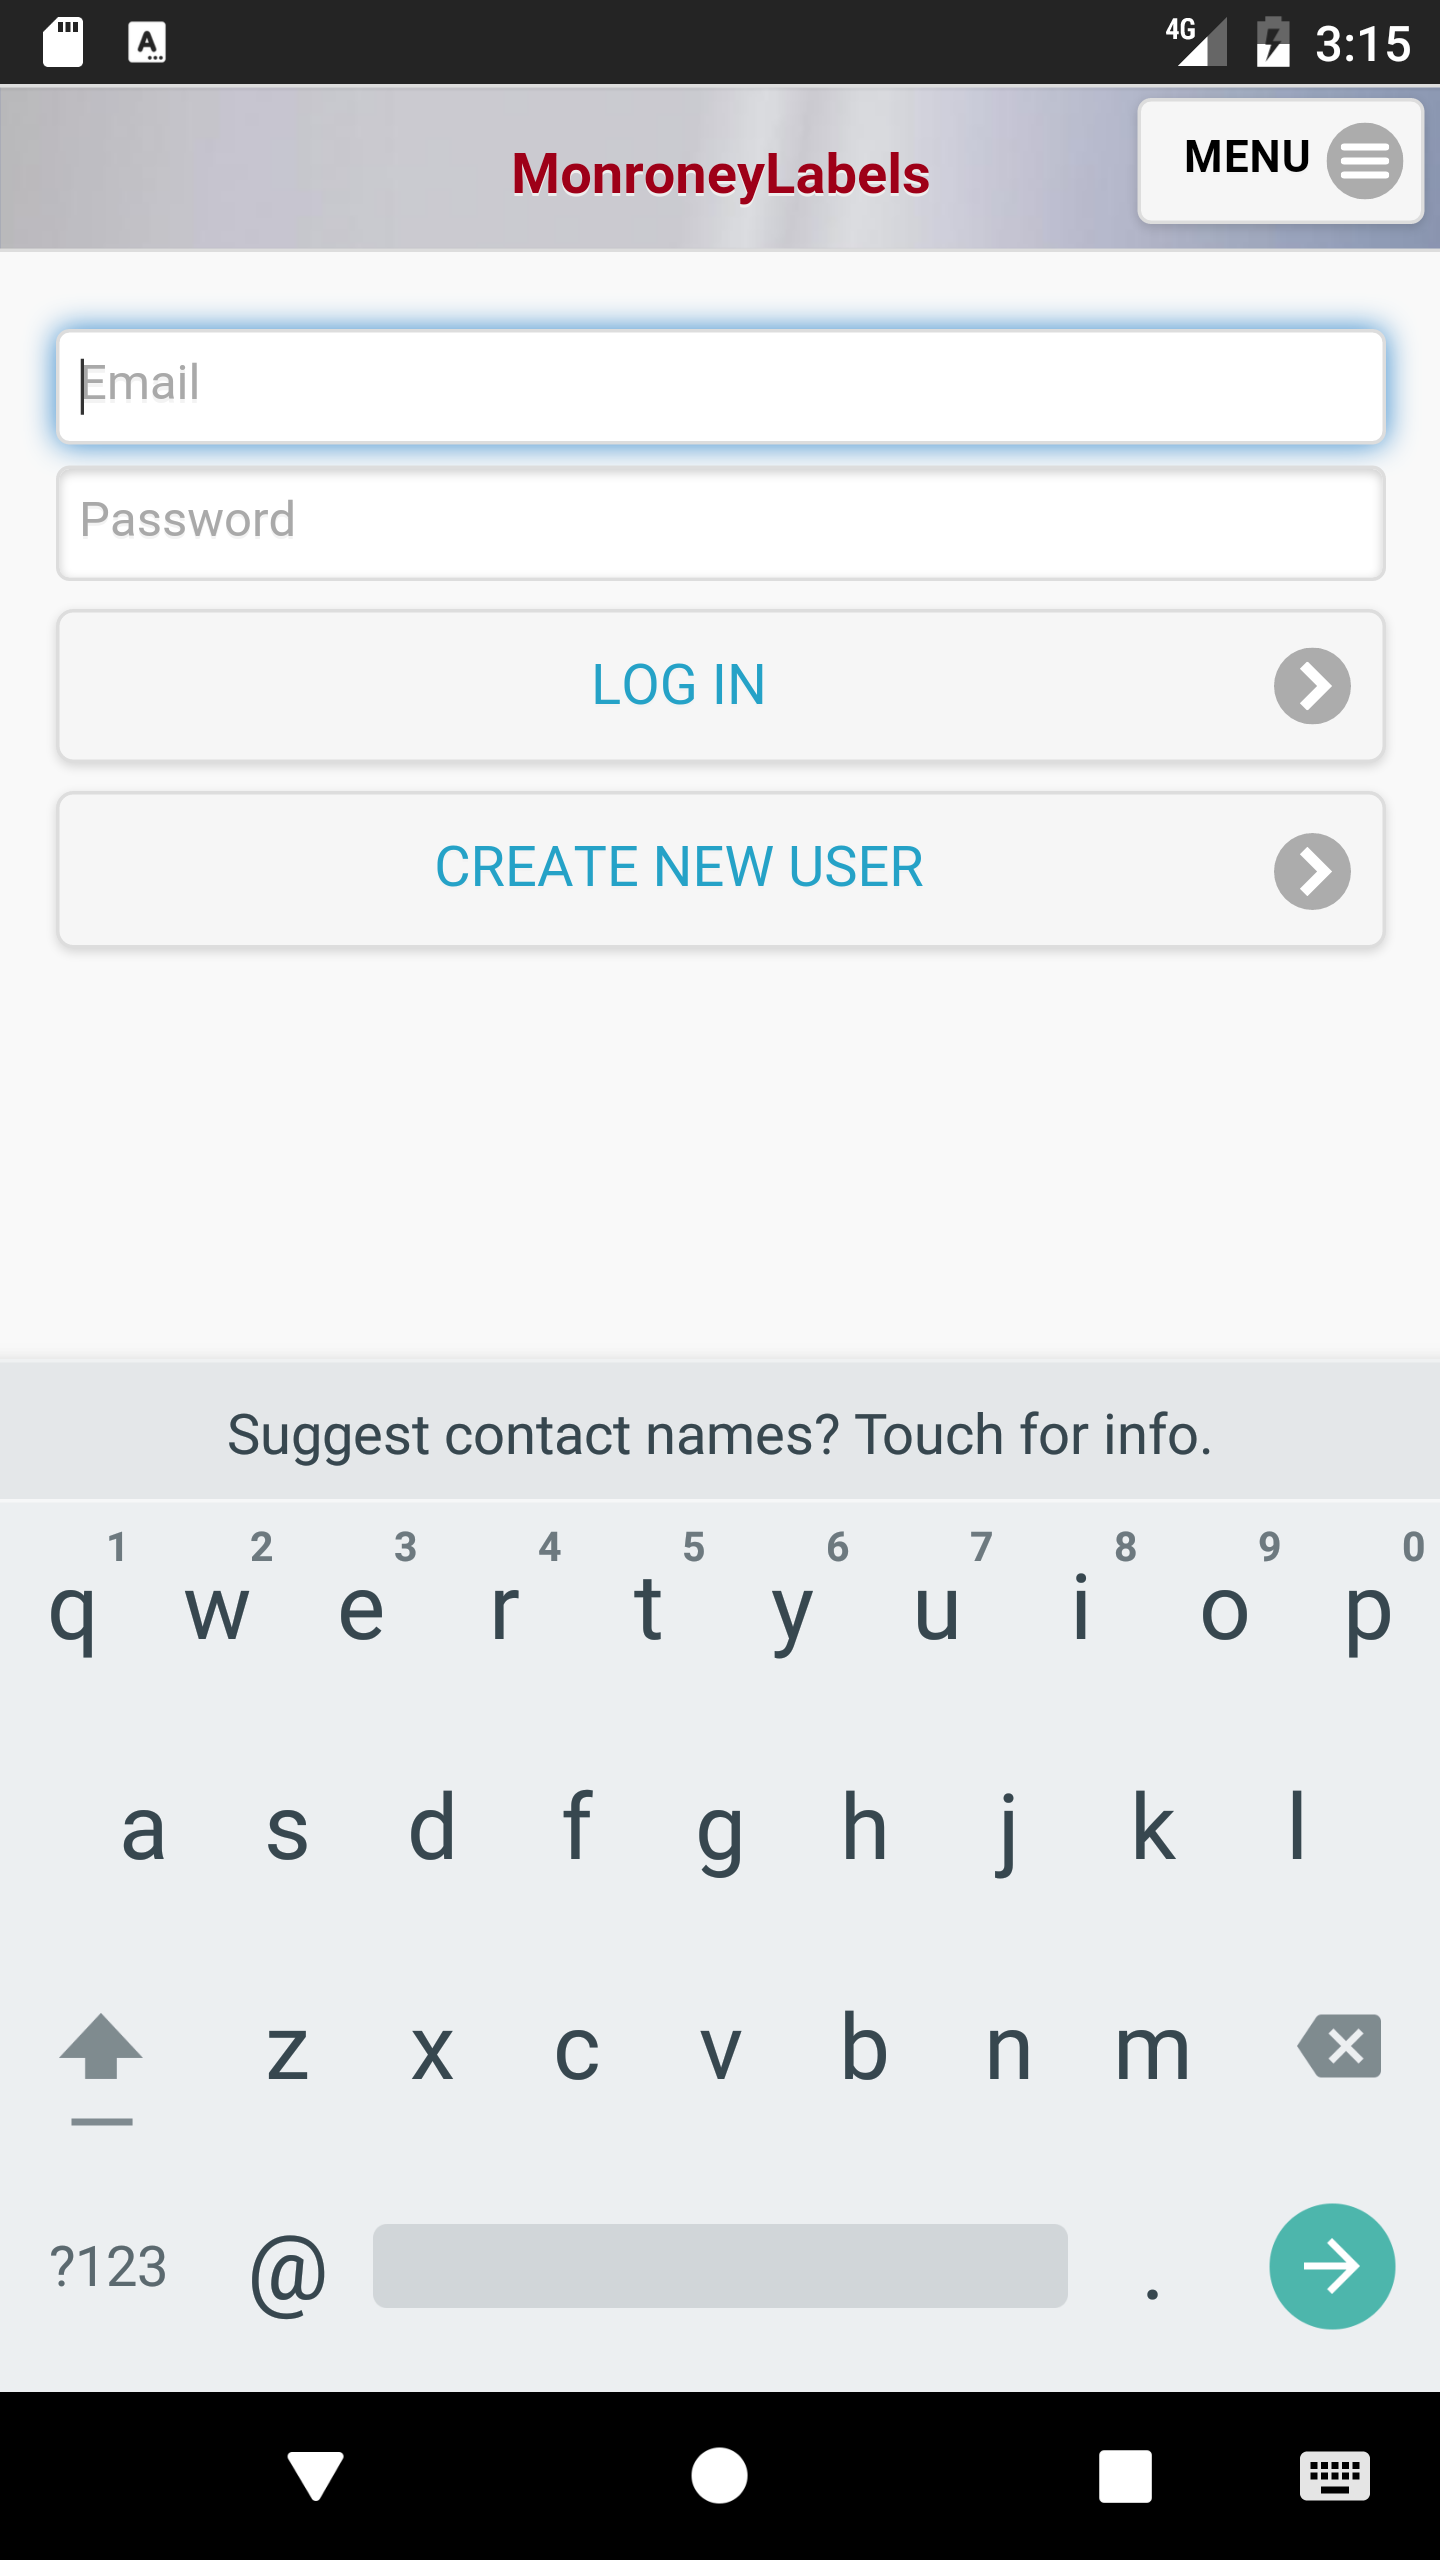 4G 3:15
MonroneyLabels
MENU
Email
Password
LOG IN
CREATE NEW USER
Suggest contact names? Touch for info.
1 2 3 4 5 6 7 8 9 0
q w e r t y u i o p
a s d f g h j k l
z x c v b n m
?123 @ .